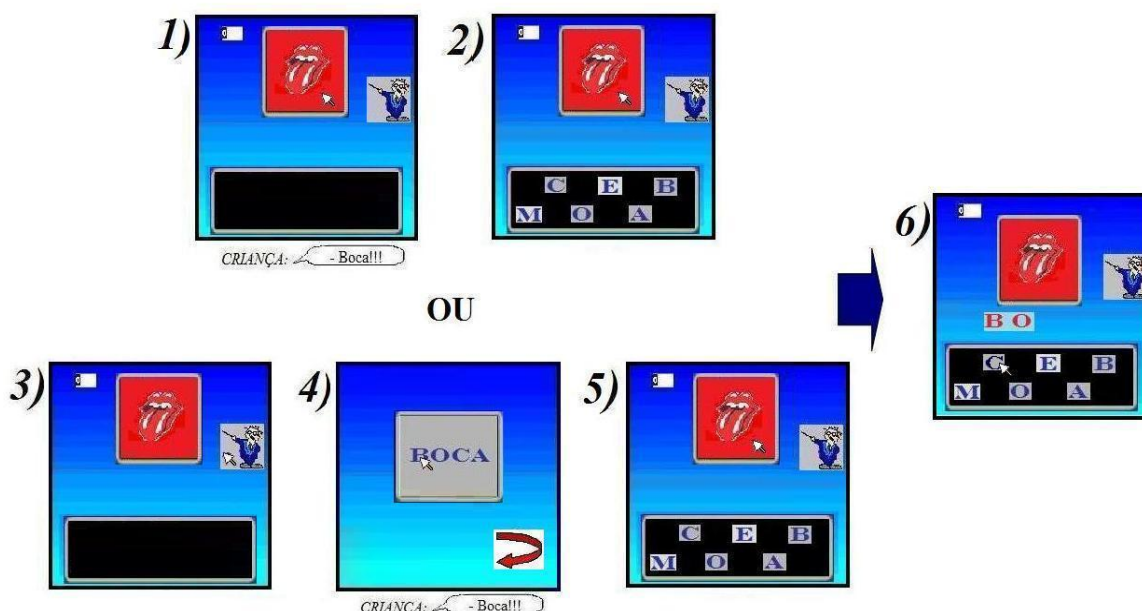 1)
2)
C E B
M O A
CRIANÇA: - Boca!!!
OU
3)
4)
BOCA
CRIANÇA: - Boca!!!
5)
C E B
M O A
6)
B O
C E B
M O A